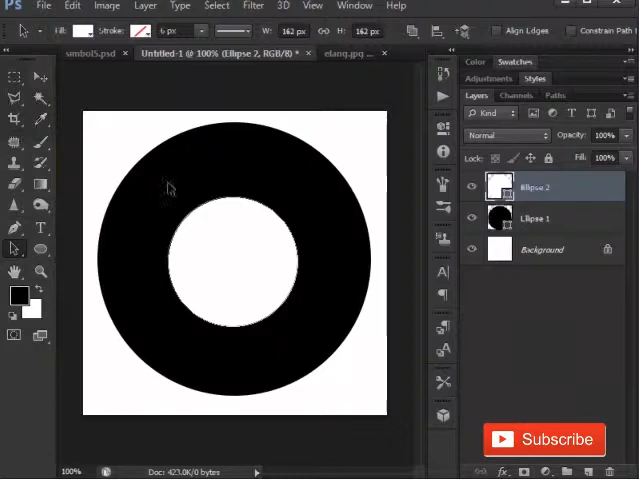 Ps File Edit Image Layer Type Select Filter 3D View Window Help
Fill: Stroke: 6 px W: 162 px H: 162 px Align Edges Constrain Path
simbol5.psd × Untitled-1 @ 100% (Ellipse 2, RGB/8) * × elang.jpg ... ×
Color Swatches
Adjustments Styles
Layers Channels Paths
Kind
Normal Opacity: 100%
Lock: Fill: 100%
Ellipse 2
Ellipse 1
Background
Subscribe
100% Doc: 423.0K/0 bytes
fx